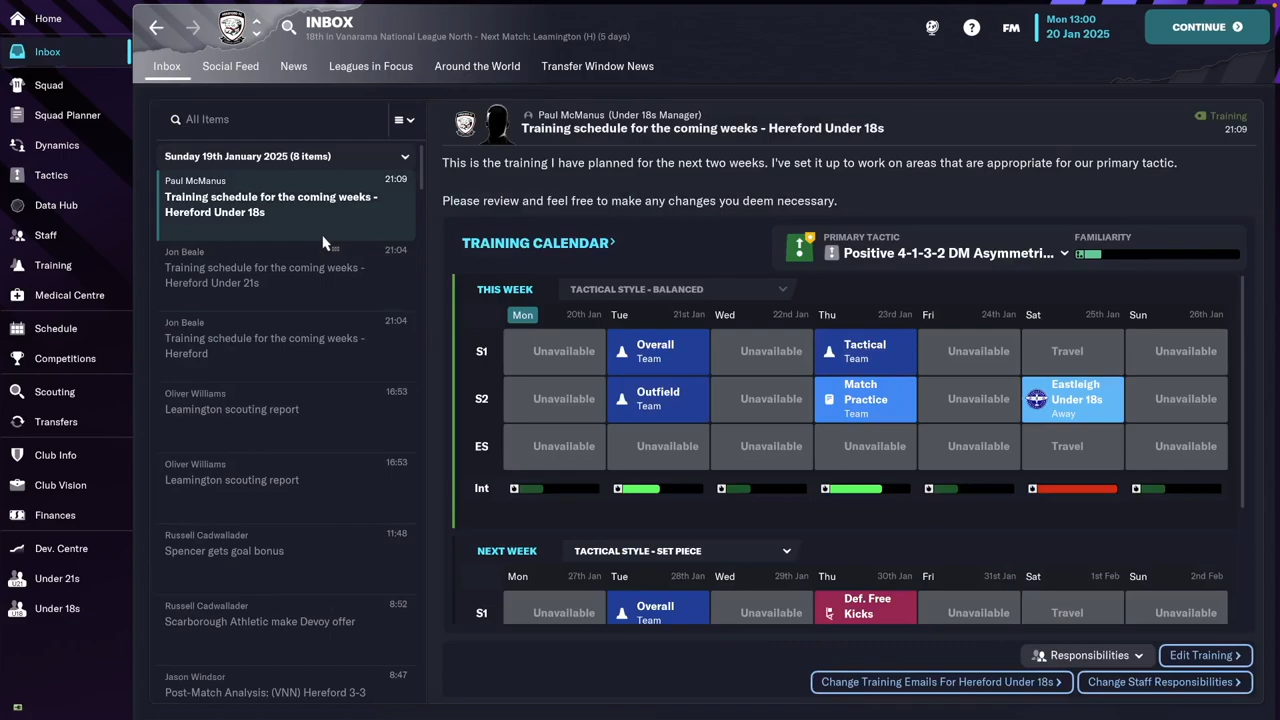 Home
Inbox
Squad
Squad Planner
Dynamics
Tactics
Data Hub
Staff
Training
Medical Centre
Schedule
Competitions
Scouting
Transfers
Club Info
Club Vision
Finances
Dev. Centre
Under 21s
Under 18s
INBOX
18th in Vanarama National League North - Next Match: Leamington (H) (5 days)
FM
Mon 13:00
20 Jan 2025
CONTINUE
Inbox Social Feed News Leagues in Focus Around the World Transfer Window News
All Items
Sunday 19th January 2025 (8 items)
Paul McManus 21:09
Training schedule for the coming weeks -
Hereford Under 18s
Jon Beale 21:04
Training schedule for the coming weeks -
Hereford Under 21s
Jon Beale 21:04
Training schedule for the coming weeks -
Hereford
Oliver Williams 16:53
Leamington scouting report
Oliver Williams 16:53
Leamington scouting report
Russell Cadwallader 11:48
Spencer gets goal bonus
Russell Cadwallader 8:52
Scarborough Athletic make Devoy offer
Jason Windsor 8:47
Post-Match Analysis: (VNN) Hereford 3-3
Paul McManus (Under 18s Manager)
Training schedule for the coming weeks - Hereford Under 18s
Training
21:09
This is the training I have planned for the next two weeks. I've set it up to work on areas that are appropriate for our primary tactic.
Please review and feel free to make any changes you deem necessary.
TRAINING CALENDAR
PRIMARY TACTIC
Positive 4-1-3-2 DM Asymmetri...
FAMILIARITY
THIS WEEK TACTICAL STYLE - BALANCED
Mon 20th Jan Tue 21st Jan Wed 22nd Jan Thu 23rd Jan Fri 24th Jan Sat 25th Jan Sun 26th Jan
S1 Unavailable Overall Team Unavailable Tactical Team Unavailable Travel Unavailable
S2 Unavailable Outfield Team Unavailable Match Practice Team Unavailable Eastleigh Under 18s Away Unavailable
ES Unavailable Unavailable Unavailable Unavailable Unavailable Travel Unavailable
Int
NEXT WEEK TACTICAL STYLE - SET PIECE
Mon 27th Jan Tue 28th Jan Wed 29th Jan Thu 30th Jan Fri 31st Jan Sat 1st Feb Sun 2nd Feb
S1 Unavailable Overall Team Unavailable Def. Free Kicks Unavailable Travel Unavailable
Responsibilities
Edit Training
Change Training Emails For Hereford Under 18s
Change Staff Responsibilities